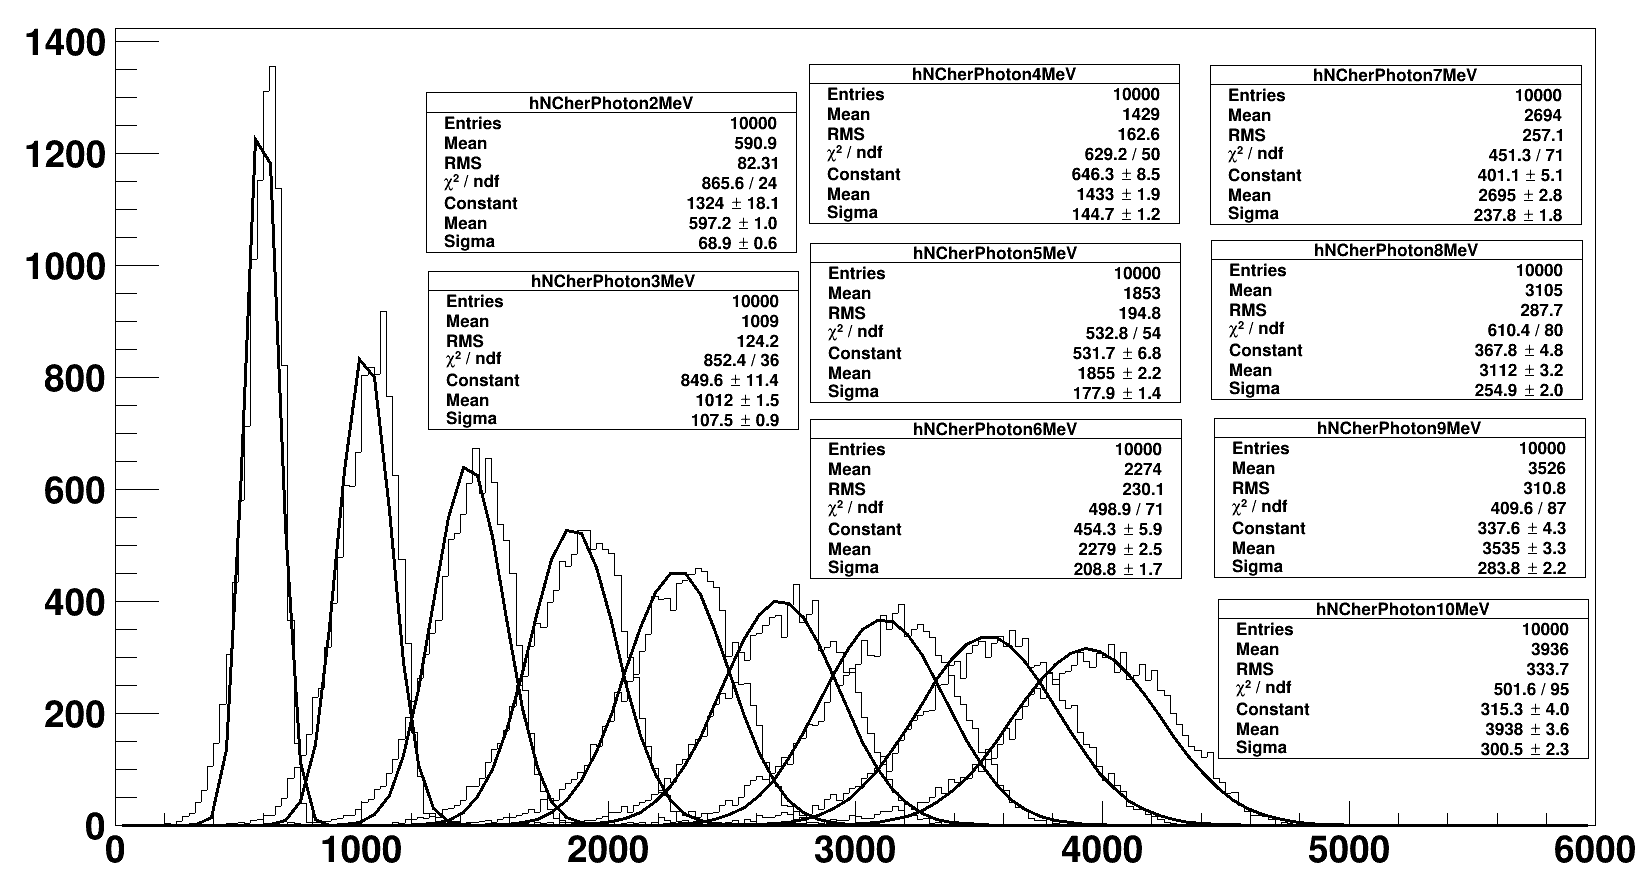 1400
1200
1000
800
600
400
200
0
0 1000 2000 3000 4000 5000 6000
hNCherPhoton2MeV
Entries 10000
Mean 590.9
RMS 82.31
χ² / ndf 865.6 / 24
Constant 1324 ± 18.1
Mean 597.2 ± 1.0
Sigma 68.9 ± 0.6
hNCherPhoton3MeV
Entries 10000
Mean 1009
RMS 124.2
χ² / ndf 852.4 / 36
Constant 849.6 ± 11.4
Mean 1012 ± 1.5
Sigma 107.5 ± 0.9
hNCherPhoton4MeV
Entries 10000
Mean 1429
RMS 162.6
χ² / ndf 629.2 / 50
Constant 646.3 ± 8.5
Mean 1433 ± 1.9
Sigma 144.7 ± 1.2
hNCherPhoton5MeV
Entries 10000
Mean 1853
RMS 194.8
χ² / ndf 532.8 / 54
Constant 531.7 ± 6.8
Mean 1855 ± 2.2
Sigma 177.9 ± 1.4
hNCherPhoton6MeV
Entries 10000
Mean 2274
RMS 230.1
χ² / ndf 498.9 / 71
Constant 454.3 ± 5.9
Mean 2279 ± 2.5
Sigma 208.8 ± 1.7
hNCherPhoton7MeV
Entries 10000
Mean 2694
RMS 257.1
χ² / ndf 451.3 / 71
Constant 401.1 ± 5.1
Mean 2695 ± 2.8
Sigma 237.8 ± 1.8
hNCherPhoton8MeV
Entries 10000
Mean 3105
RMS 287.7
χ² / ndf 610.4 / 80
Constant 367.8 ± 4.8
Mean 3112 ± 3.2
Sigma 254.9 ± 2.0
hNCherPhoton9MeV
Entries 10000
Mean 3526
RMS 310.8
χ² / ndf 409.6 / 87
Constant 337.6 ± 4.3
Mean 3535 ± 3.3
Sigma 283.8 ± 2.2
hNCherPhoton10MeV
Entries 10000
Mean 3936
RMS 333.7
χ² / ndf 501.6 / 95
Constant 315.3 ± 4.0
Mean 3938 ± 3.6
Sigma 300.5 ± 2.3